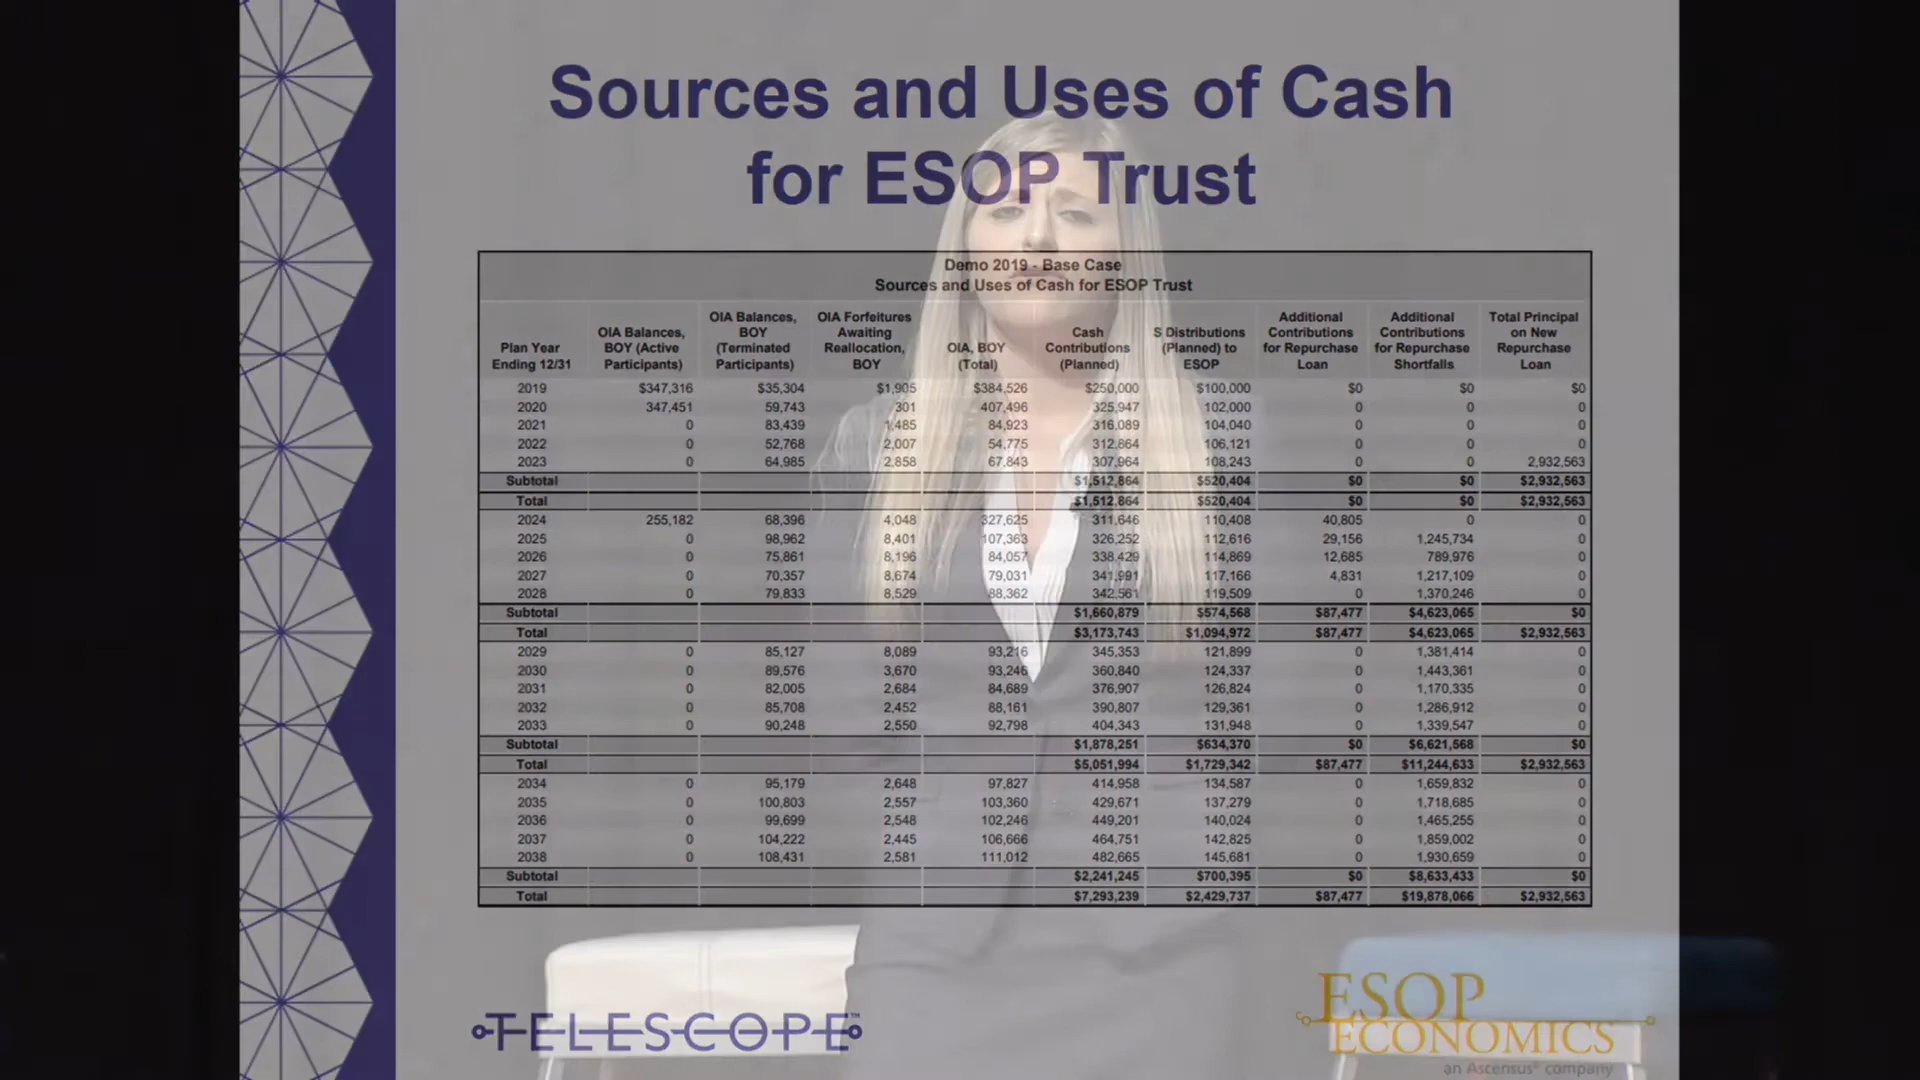 Sources and Uses of Cash
for ESOP Trust
Demo 2019 - Base Case
Sources and Uses of Cash for ESOP Trust
Plan Year Ending 12/31 OIA Balances, BOY (Active Participants) OIA Balances, BOY (Terminated Participants) OIA Forfeitures Awaiting Reallocation, BOY OIA, BOY (Total) Cash Contributions (Planned) S Distributions (Planned) to ESOP Additional Contributions for Repurchase Loan Additional Contributions for Repurchase Shortfalls Total Principal on New Repurchase Loan
2019 $347,316 $35,304 $1,905 $384,526 $250,000 $100,000 $0 $0 $0
2020 347,451 59,743 301 407,496 325,947 102,000 0 0 0
2021 0 83,439 1,485 84,923 316,089 104,040 0 0 0
2022 0 52,768 2,007 54,775 312,864 106,121 0 0 0
2023 0 64,985 2,858 67,843 307,964 108,243 0 0 2,932,563
Subtotal $1,512,864 $520,404 $0 $0 $2,932,563
Total $1,512,864 $520,404 $0 $0 $2,932,563
2024 255,182 68,396 4,048 327,625 311,646 110,408 40,805 0 0
2025 0 98,962 8,401 107,363 326,252 112,616 29,156 1,245,734 0
2026 0 75,861 8,196 84,057 338,429 114,869 12,685 789,976 0
2027 0 70,357 8,674 79,031 341,991 117,166 4,831 1,217,109 0
2028 0 79,833 8,529 88,362 342,561 119,509 0 1,370,246 0
Subtotal $1,660,879 $574,568 $87,477 $4,623,065 $0
Total $3,173,743 $1,094,972 $87,477 $4,623,065 $2,932,563
2029 0 85,127 8,089 93,216 345,353 121,899 0 1,381,414 0
2030 0 89,576 3,670 93,246 360,840 124,337 0 1,443,361 0
2031 0 82,005 2,684 84,689 376,907 126,824 0 1,170,335 0
2032 0 85,708 2,452 88,161 390,807 129,361 0 1,286,912 0
2033 0 90,248 2,550 92,798 404,343 131,948 0 1,339,547 0
Subtotal $1,878,251 $634,370 $0 $6,621,568 $0
Total $5,051,994 $1,729,342 $87,477 $11,244,633 $2,932,563
2034 0 95,179 2,648 97,827 414,958 134,587 0 1,659,832 0
2035 0 100,803 2,557 103,360 429,671 137,279 0 1,718,685 0
2036 0 99,699 2,548 102,246 449,201 140,024 0 1,465,255 0
2037 0 104,222 2,445 106,666 464,751 142,825 0 1,859,002 0
2038 0 108,431 2,581 111,012 482,665 145,681 0 1,930,659 0
Subtotal $2,241,245 $700,395 $0 $8,633,433 $0
Total $7,293,239 $2,429,737 $87,477 $19,878,066 $2,932,563
TELESCOPE™
ESOP
ECONOMICS
an Ascensus® company